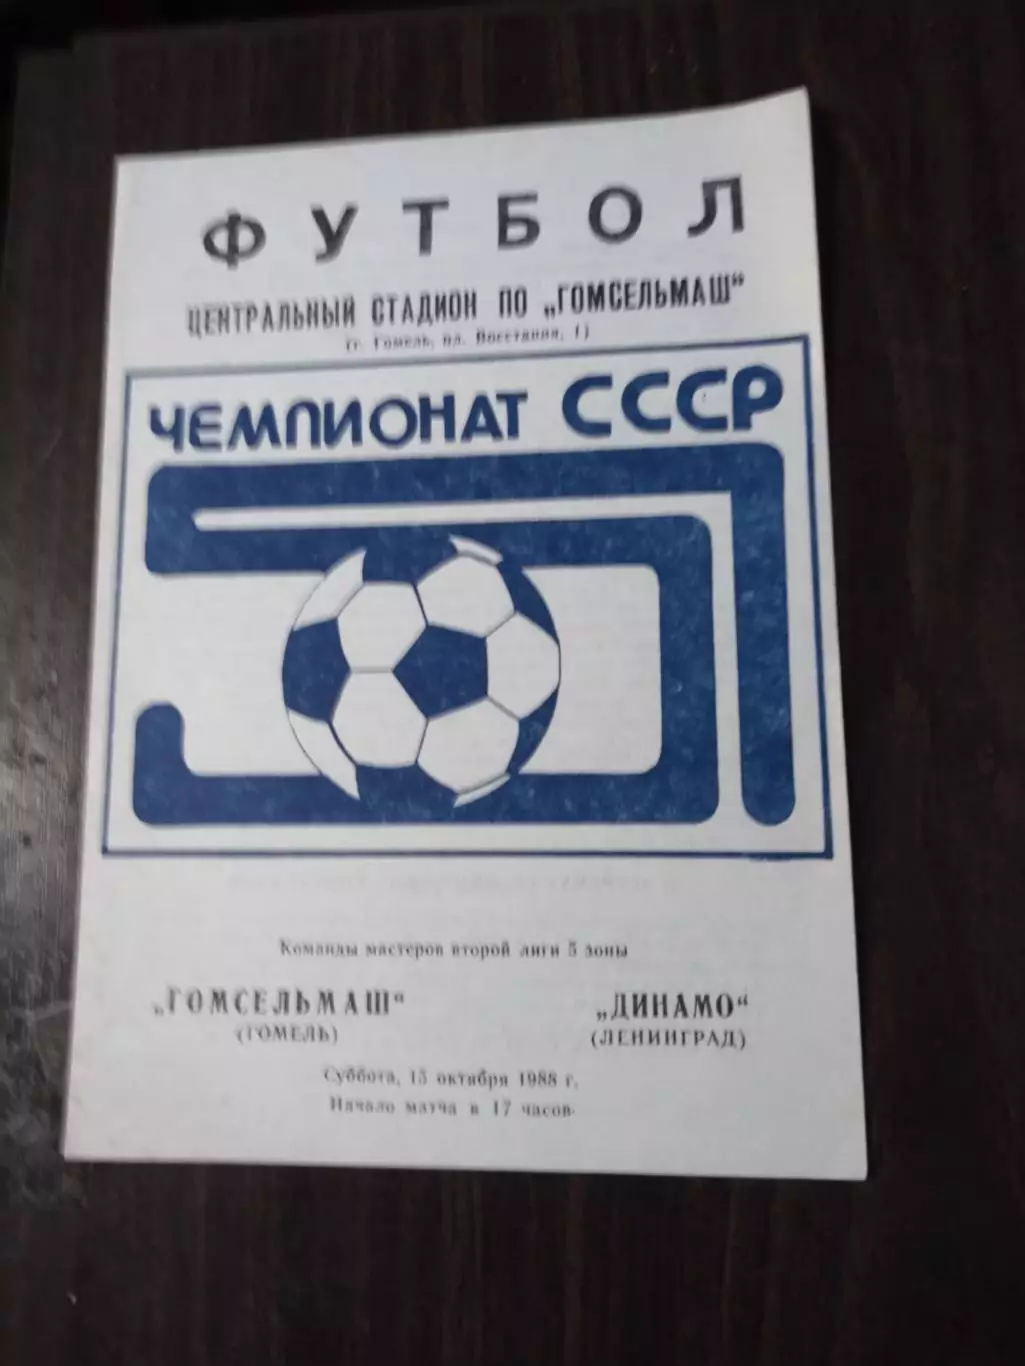 ФУТБОЛ
ЦЕНТРАЛЬНЫЙ СТАДИОН ПО „ГОМСЕЛЬМАШ“
(г. Гомель, пл. Восстания, 1)
ЧЕМПИОНАТ СССР
51
Команды мастеров второй лиги 5 зоны
„ГОМСЕЛЬМАШ“ „ДИНАМО“
(ГОМЕЛЬ) (ЛЕНИНГРАД)
Суббота, 15 октября 1988 г.
Начало матча в 17 часов